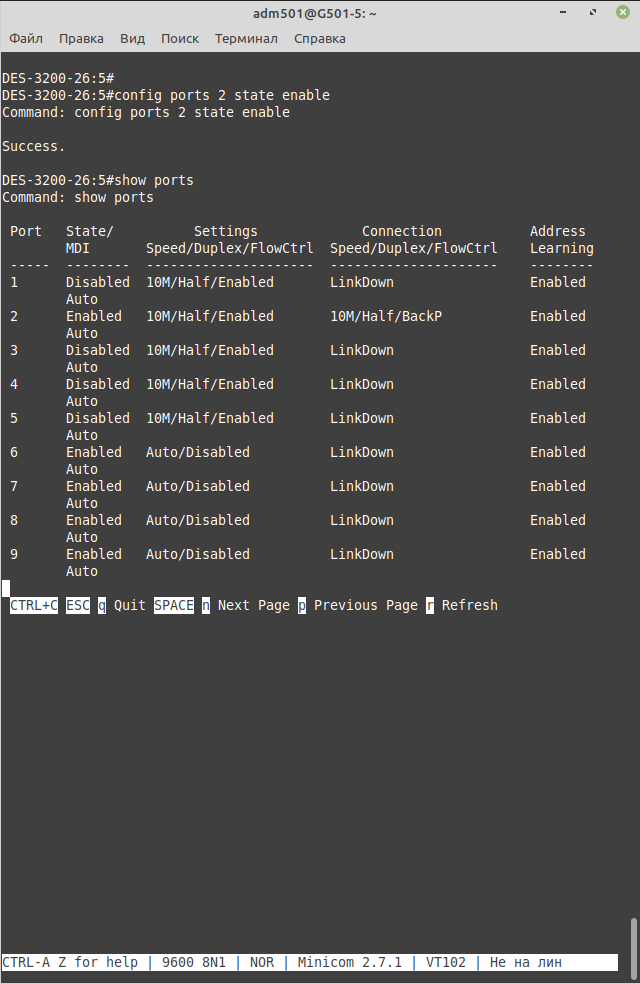 adm501@G501-5: ~
Файл Правка Вид Поиск Терминал Справка
DES-3200-26:5#
DES-3200-26:5#config ports 2 state enable
Command: config ports 2 state enable
Success.
DES-3200-26:5#show ports
Command: show ports
Port State/ Settings Connection Address
MDI Speed/Duplex/FlowCtrl Speed/Duplex/FlowCtrl Learning
----- -------- --------------------- --------------------- --------
1 Disabled 10M/Half/Enabled LinkDown Enabled
Auto
2 Enabled 10M/Half/Enabled 10M/Half/BackP Enabled
Auto
3 Disabled 10M/Half/Enabled LinkDown Enabled
Auto
4 Disabled 10M/Half/Enabled LinkDown Enabled
Auto
5 Disabled 10M/Half/Enabled LinkDown Enabled
Auto
6 Enabled Auto/Disabled LinkDown Enabled
Auto
7 Enabled Auto/Disabled LinkDown Enabled
Auto
8 Enabled Auto/Disabled LinkDown Enabled
Auto
9 Enabled Auto/Disabled LinkDown Enabled
Auto
CTRL+C ESC q Quit SPACE n Next Page p Previous Page r Refresh
CTRL-A Z for help | 9600 8N1 | NOR | Minicom 2.7.1 | VT102 | Не на лин